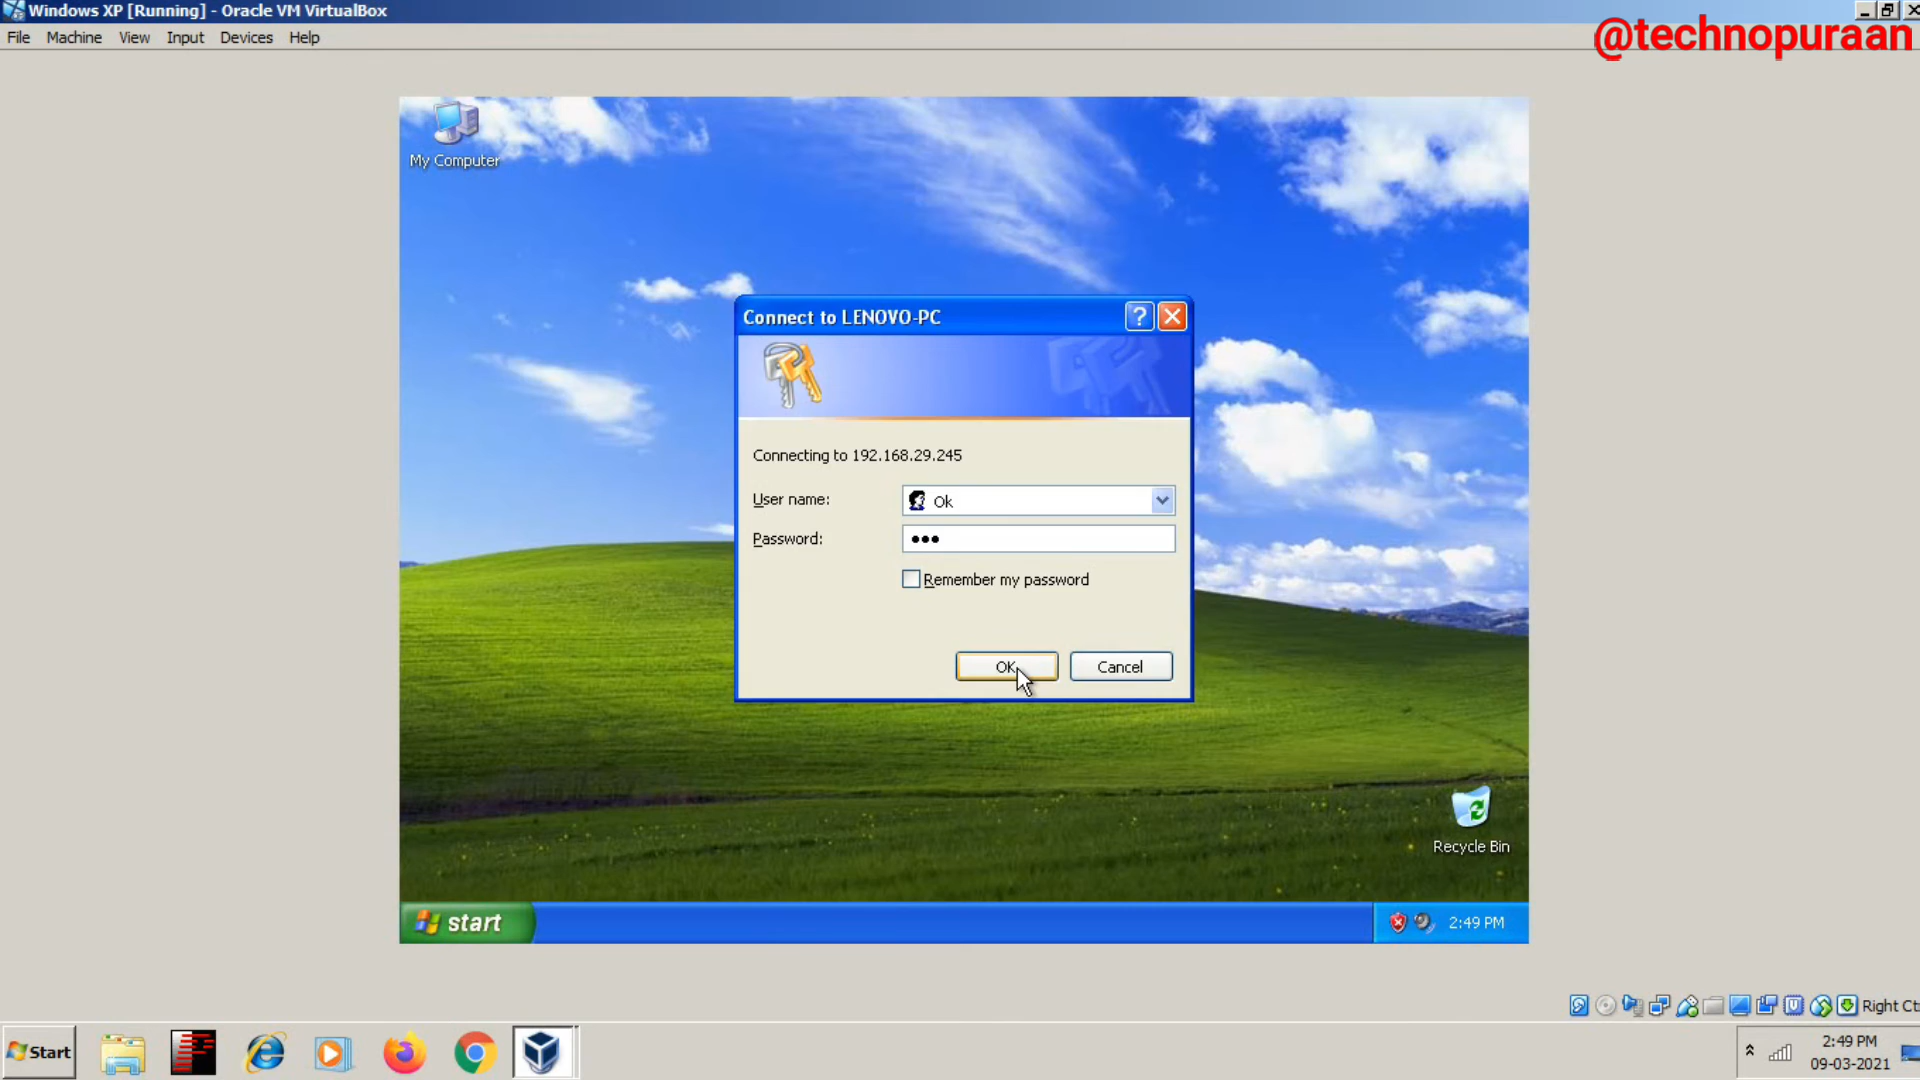 Windows XP [Running] - Oracle VM VirtualBox
File Machine View Input Devices Help
@technopuraan
My Computer
Connect to LENOVO-PC
Connecting to 192.168.29.245
User name: Ok
Password: •••
Remember my password
OK Cancel
Recycle Bin
start
2:49 PM
Right Ct
Start
2:49 PM
09-03-2021